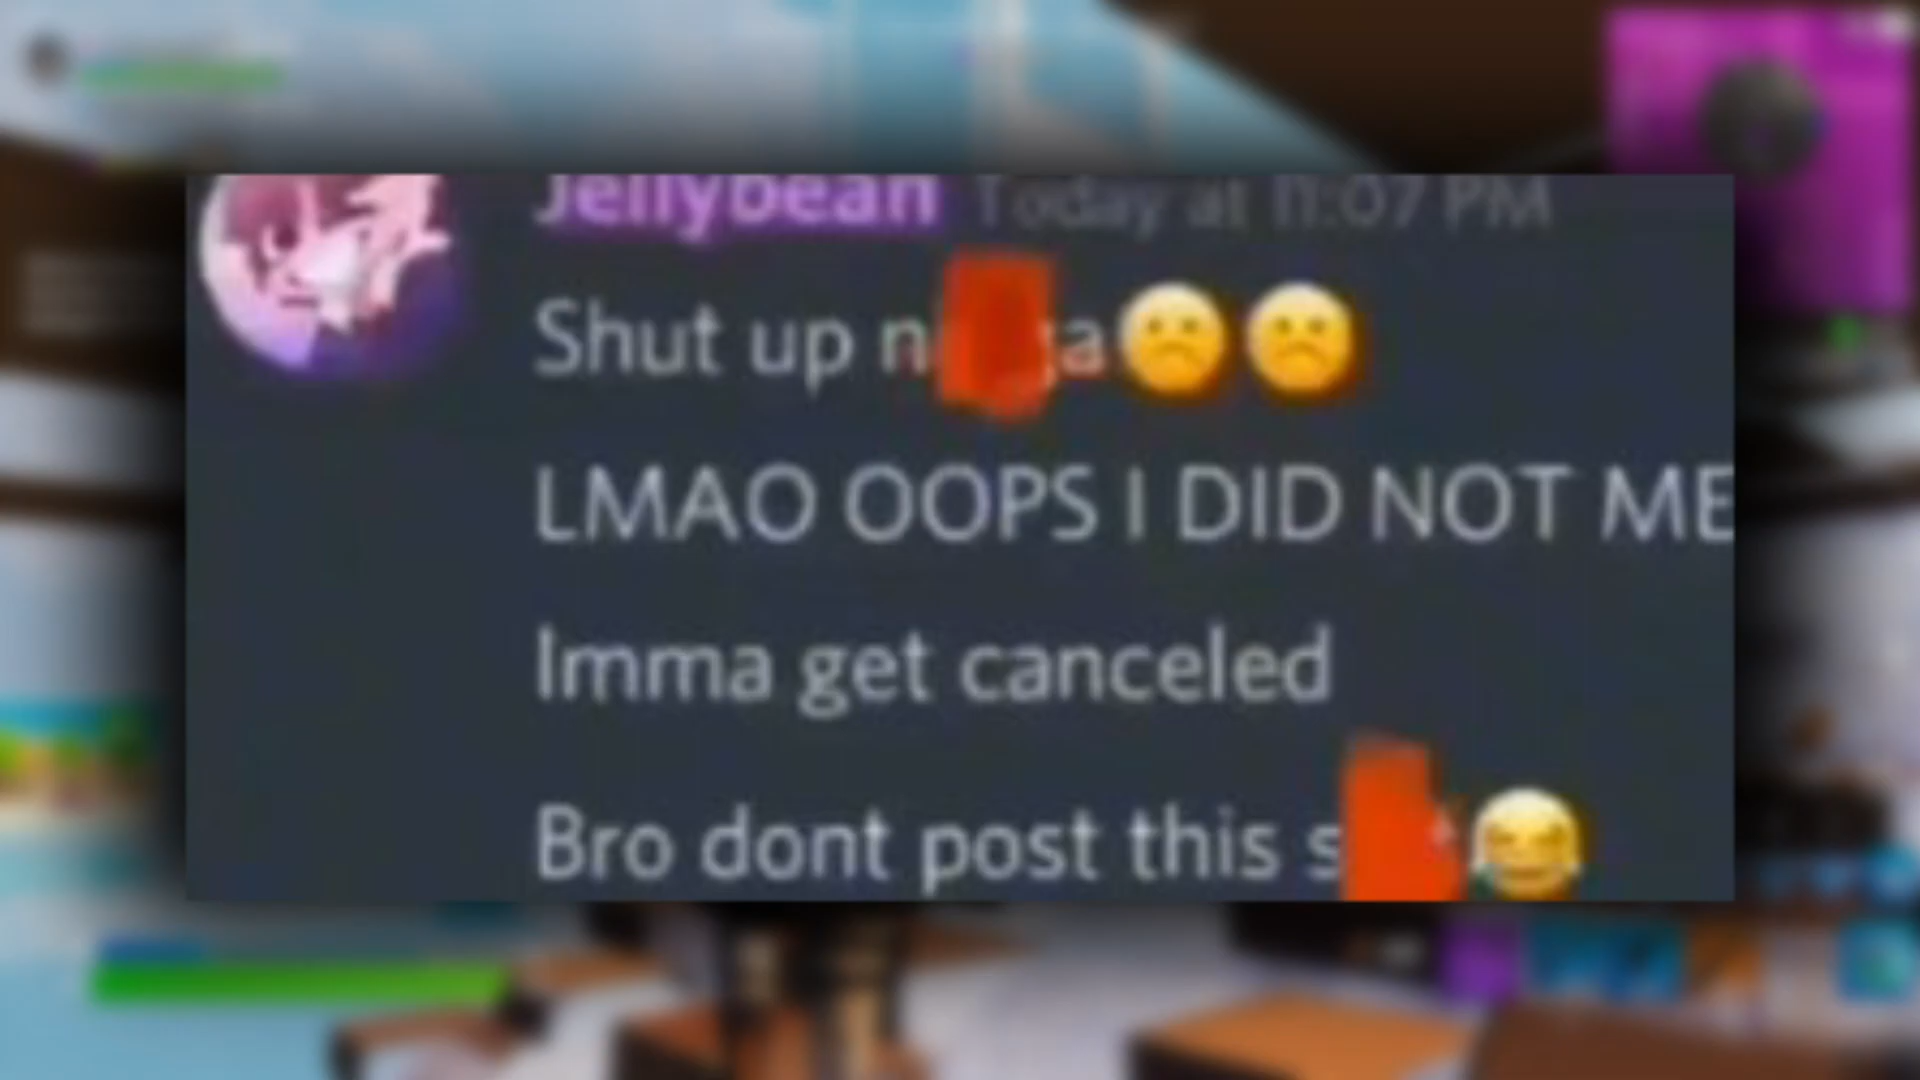 Jellybean Today at 11:07 PM
Shut up n a
LMAO OOPS I DID NOT ME
Imma get canceled
Bro dont post this s